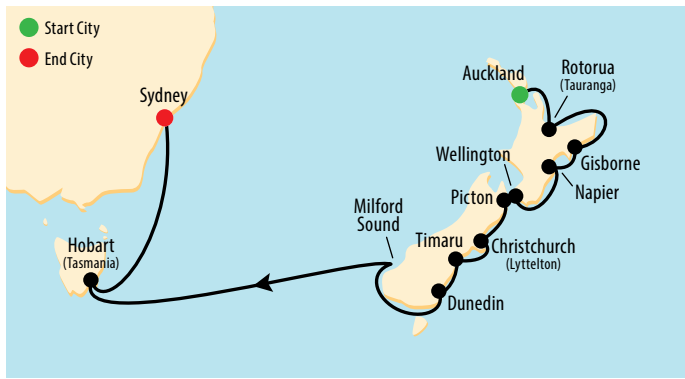 Start City
End City
Sydney
Auckland
Rotorua
(Tauranga)
Wellington
Gisborne
Napier
Picton
Milford
Sound
Timaru
Christchurch
(Lyttelton)
Hobart
(Tasmania)
Dunedin